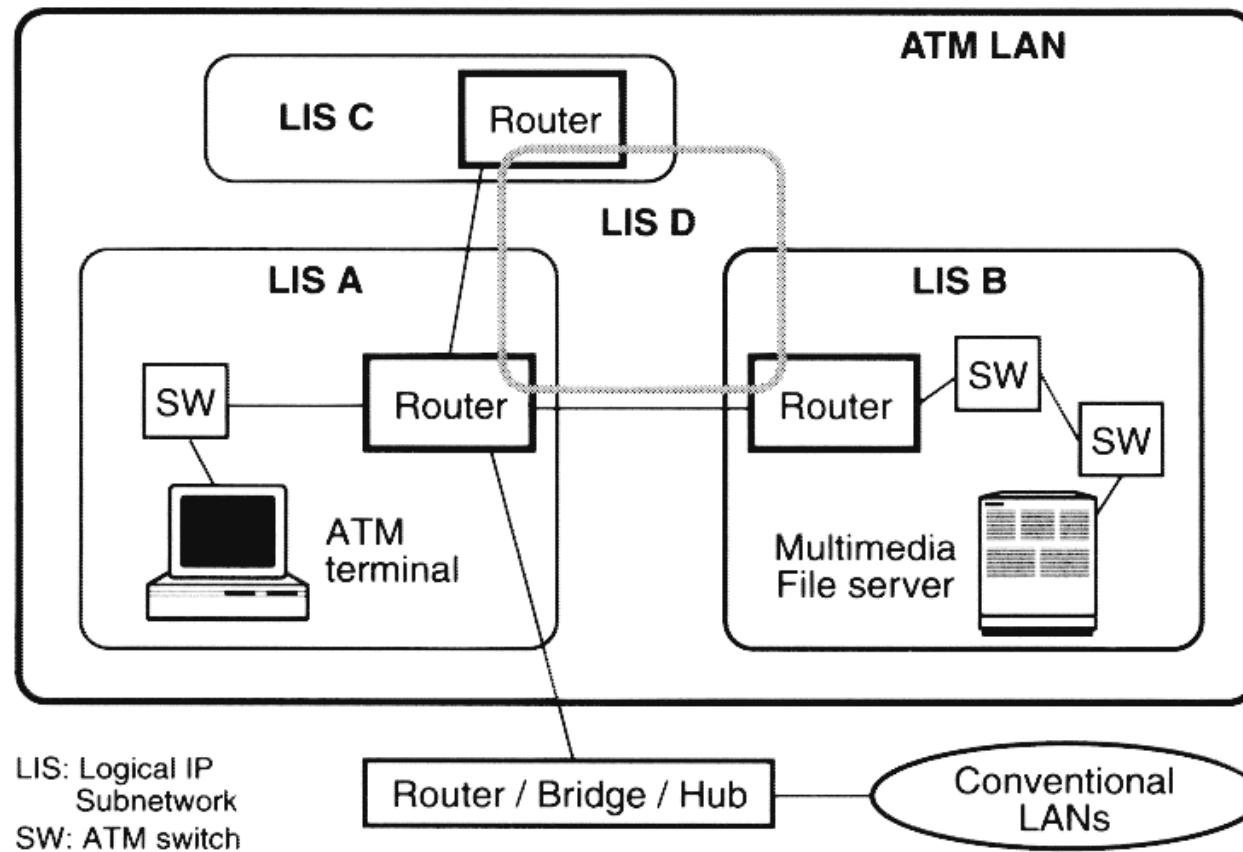 ATM LAN
LIS C
Router
LIS D
LIS A
LIS B
SW
Router
Router
SW
SW
ATM
terminal
Multimedia
File server
LIS: Logical IP
Subnetwork
SW: ATM switch
Router / Bridge / Hub
Conventional
LANs